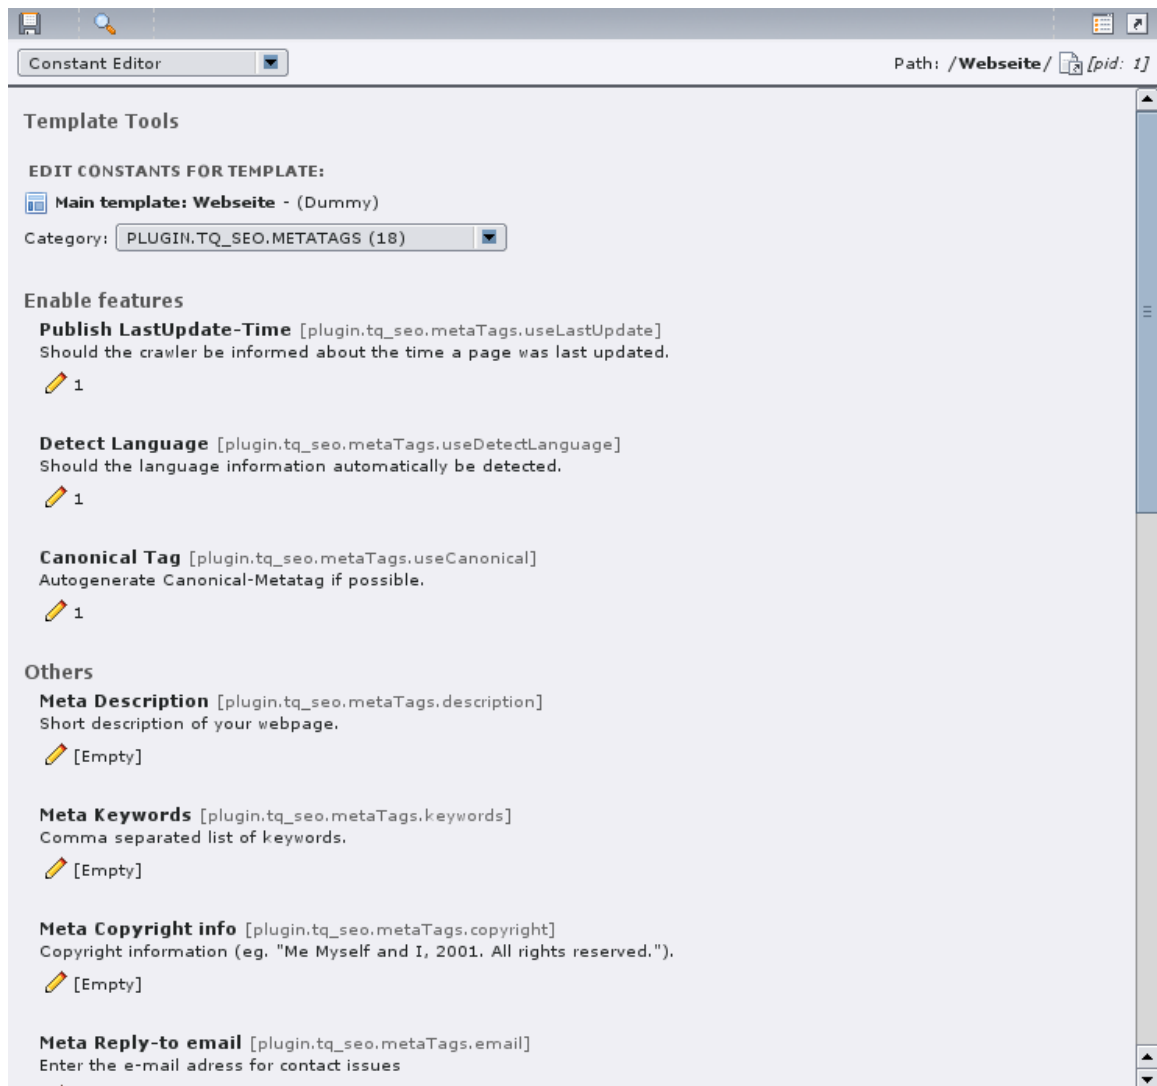 Constant Editor
Path: /Webseite/ [pid: 1]
Template Tools
EDIT CONSTANTS FOR TEMPLATE:
Main template: Webseite - (Dummy)
Category: PLUGIN.TQ_SEO.METATAGS (18)
Enable features
Publish LastUpdate-Time [plugin.tq_seo.metaTags.useLastUpdate]
Should the crawler be informed about the time a page was last updated.
1
Detect Language [plugin.tq_seo.metaTags.useDetectLanguage]
Should the language information automatically be detected.
1
Canonical Tag [plugin.tq_seo.metaTags.useCanonical]
Autogenerate Canonical-Metatag if possible.
1
Others
Meta Description [plugin.tq_seo.metaTags.description]
Short description of your webpage.
[Empty]
Meta Keywords [plugin.tq_seo.metaTags.keywords]
Comma separated list of keywords.
[Empty]
Meta Copyright info [plugin.tq_seo.metaTags.copyright]
Copyright information (eg. "Me Myself and I, 2001. All rights reserved.").
[Empty]
Meta Reply-to email [plugin.tq_seo.metaTags.email]
Enter the e-mail adress for contact issues